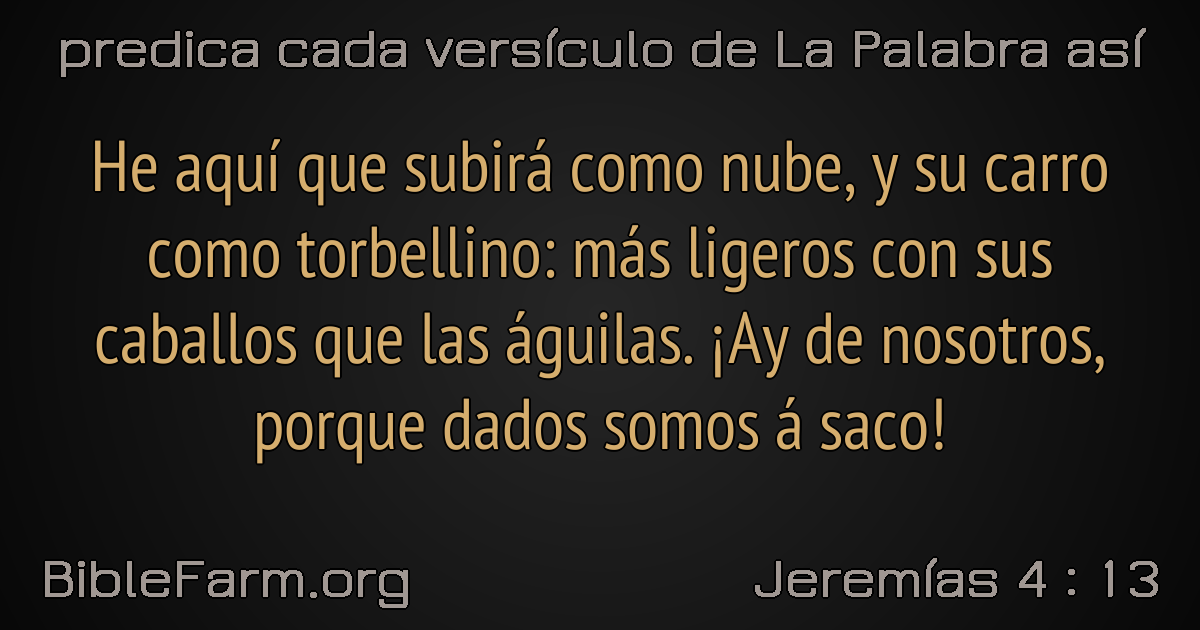 predica cada versículo de La Palabra así
He aquí que subirá como nube, y su carro
como torbellino: más ligeros con sus
caballos que las águilas. ¡Ay de nosotros,
porque dados somos á saco!
BibleFarm.org
Jeremías 4 : 13